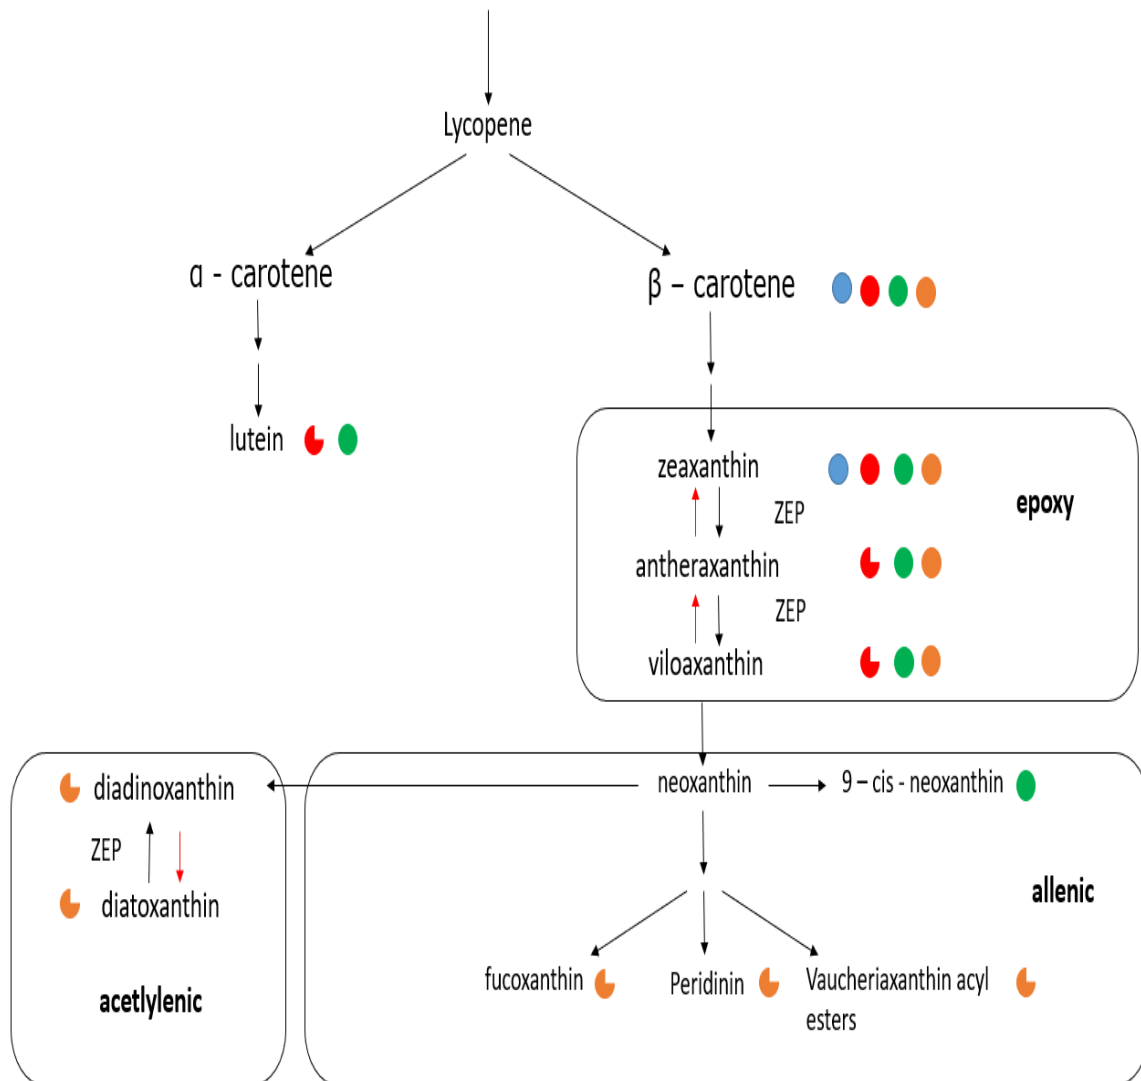 Lycopene
α - carotene
β – carotene
lutein
zeaxanthin
ZEP
epoxy
antheraxanthin
ZEP
viloaxanthin
diadinoxanthin
neoxanthin
9 – cis - neoxanthin
ZEP
diatoxanthin
allenic
fucoxanthin
Peridinin
Vaucheriaxanthin acyl
esters
acetlylenic